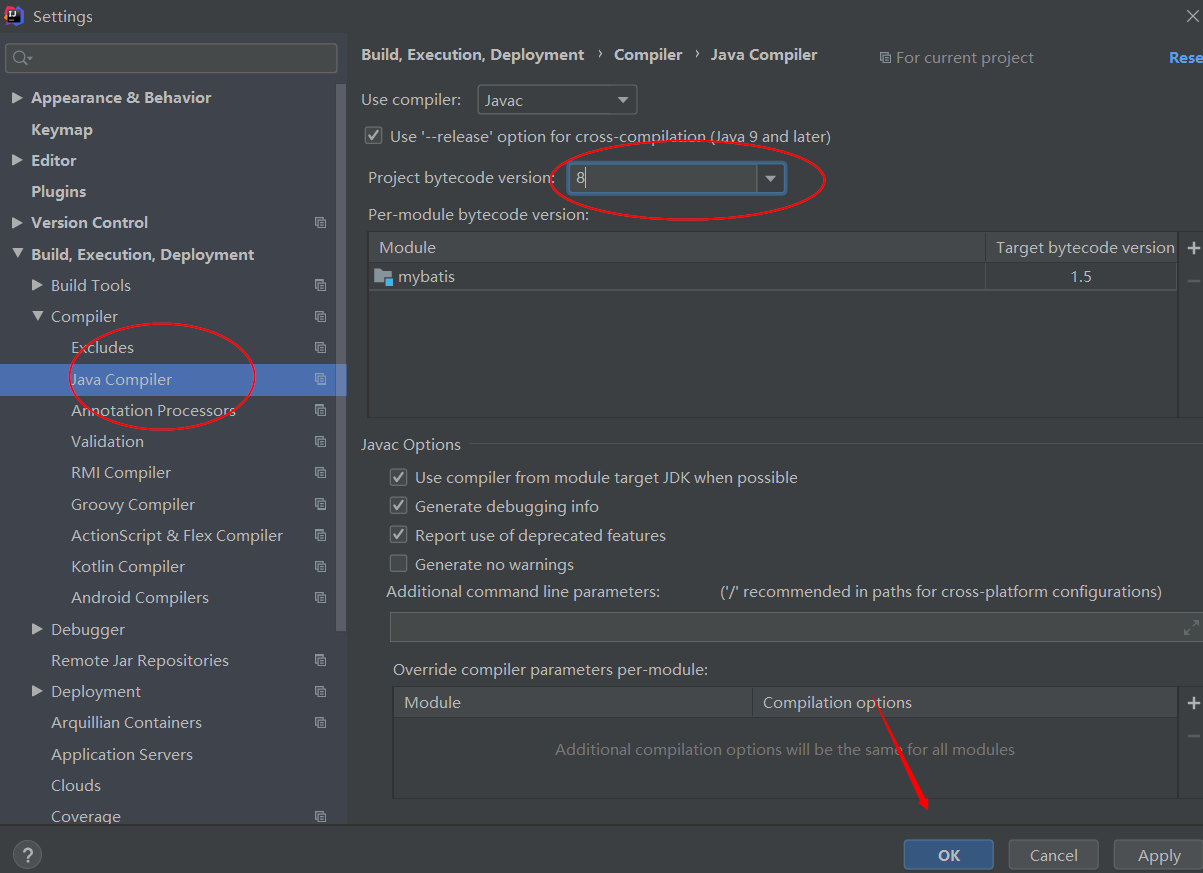 Settings
Appearance & Behavior
Keymap
Editor
Plugins
Version Control
Build, Execution, Deployment
Build Tools
Compiler
Excludes
Java Compiler
Annotation Processors
Validation
RMI Compiler
Groovy Compiler
ActionScript & Flex Compiler
Kotlin Compiler
Android Compilers
Debugger
Remote Jar Repositories
Deployment
Arquillian Containers
Application Servers
Clouds
Coverage
Build, Execution, Deployment › Compiler › Java Compiler
For current project
Rese
Use compiler: Javac
Use '--release' option for cross-compilation (Java 9 and later)
Project bytecode version: 8
Per-module bytecode version:
Module Target bytecode version
mybatis 1.5
Javac Options
Use compiler from module target JDK when possible
Generate debugging info
Report use of deprecated features
Generate no warnings
Additional command line parameters: ('/' recommended in paths for cross-platform configurations)
Override compiler parameters per-module:
Module Compilation options
Additional compilation options will be the same for all modules
? OK Cancel Apply